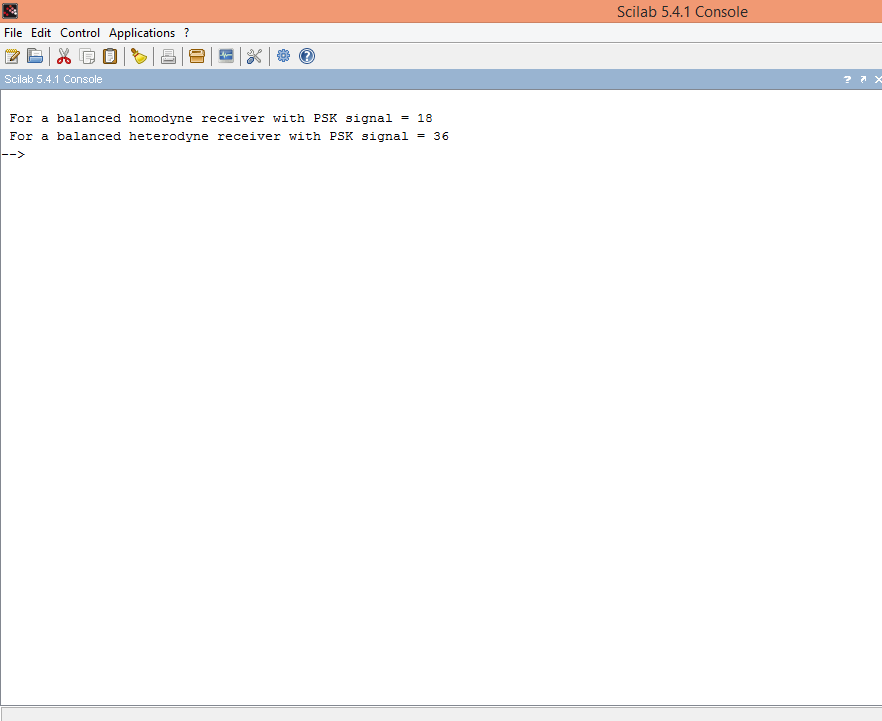 Scilab 5.4.1 Console
File Edit Control Applications ?
Scilab 5.4.1 Console
For a balanced homodyne receiver with PSK signal = 18
For a balanced heterodyne receiver with PSK signal = 36
-->